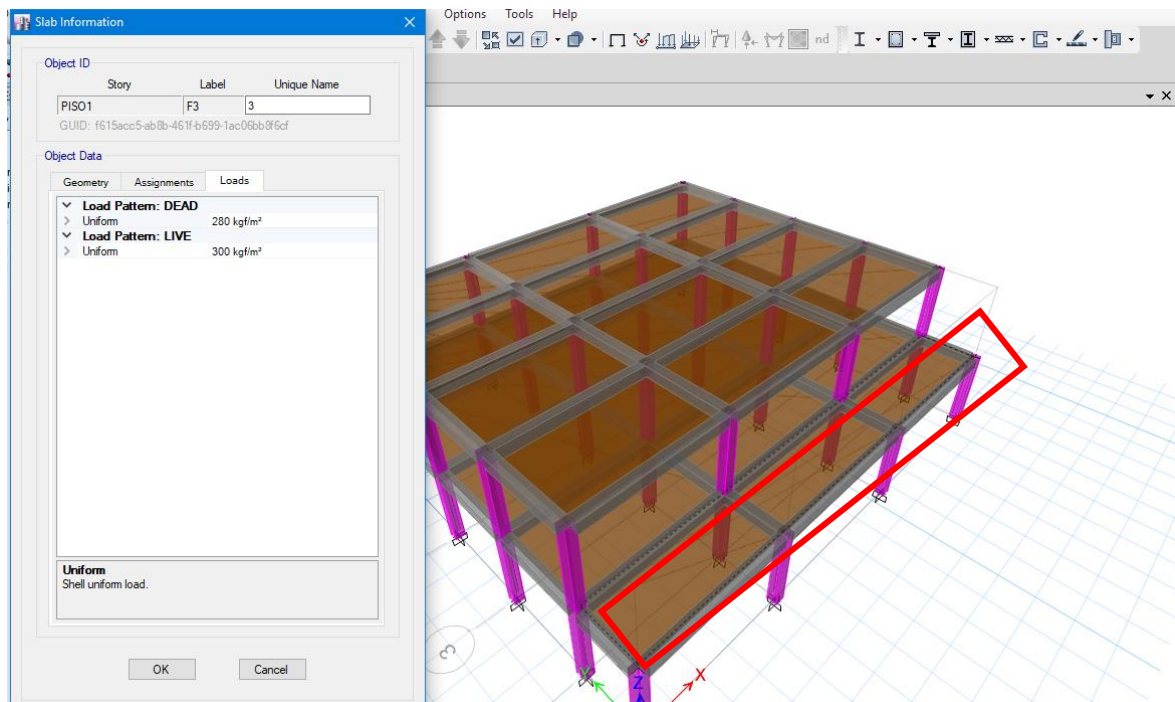 Slab Information
Options Tools Help
nd
Object ID
Story Label Unique Name
PISO1 F3 3
GUID: f615acc5-ab8b-461f-b699-1ac06bb8f6cf
Object Data
Geometry Assignments Loads
Load Pattern: DEAD
Uniform 280 kgf/m²
Load Pattern: LIVE
Uniform 300 kgf/m²
Uniform
Shell uniform load.
OK Cancel
3
Y Z X